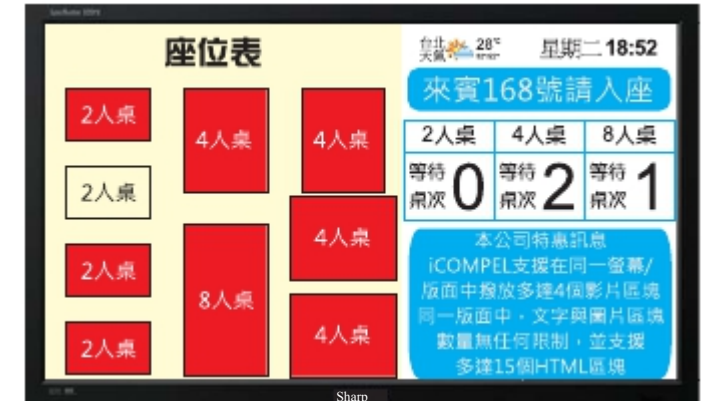 座位表
2人桌
4人桌
4人桌
2人桌
4人桌
2人桌
8人桌
4人桌
2人桌
台北
天氣
28°
星期二 18:52
來賓168號請入座
2人桌
4人桌
8人桌
等待
桌次
0
等待
桌次
2
等待
桌次
1
本公司特惠訊息
iCOMPEL支援在同一螢幕/
版面中撥放多達4個影片區塊
同一版面中，文字與圖片區塊
數量無任何限制，並支援
多達15個HTML區塊
Sharp